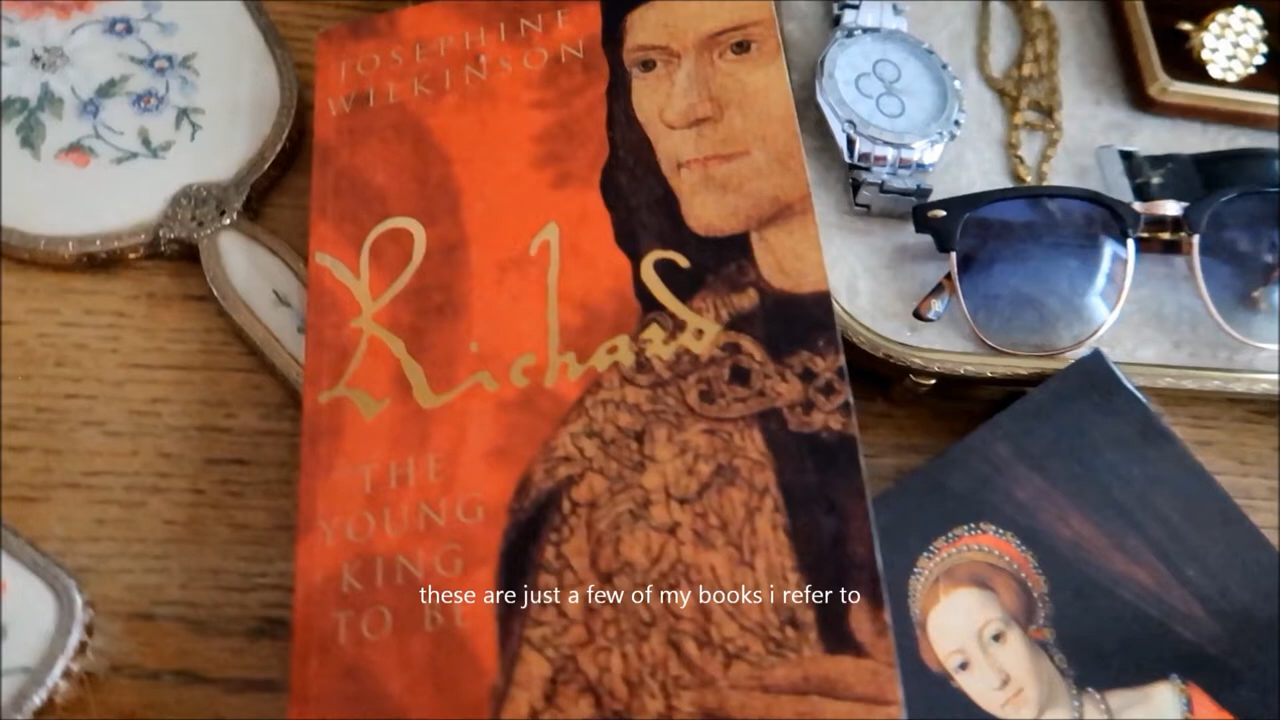 JOSEPHINE
WILKINSON
Richard
THE
YOUNG
KING
TO BE
these are just a few of my books i refer to